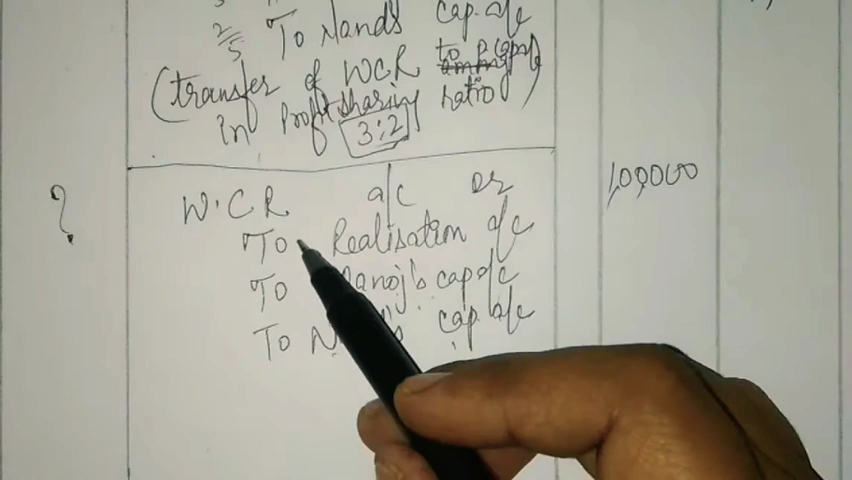 2/5 To Nand's Cap. a/c
(transfer of WCR to P
in Profit sharing ratio)
3:2
?
W.C.R a/c Dr 1,00,000
To Realisation a/c
To Manoj's cap a/c
To N cap. a/c